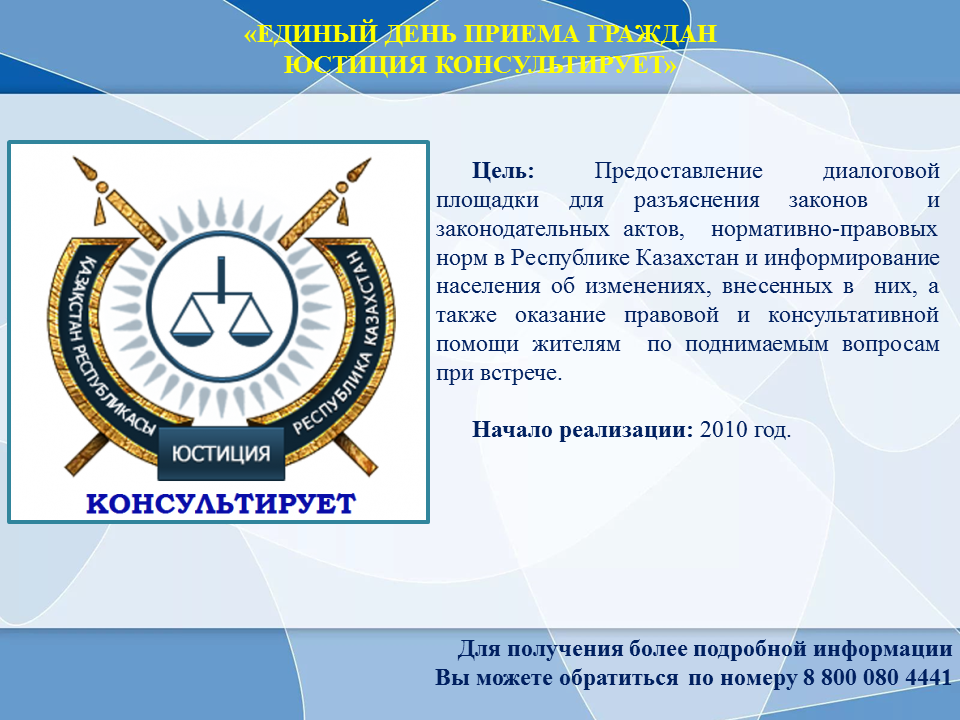 «ЕДИНЫЙ ДЕНЬ ПРИЕМА ГРАЖДАН
ЮСТИЦИЯ КОНСУЛЬТИРУЕТ»
ҚАЗАҚСТАН РЕСПУБЛИКАСЫ
РЕСПУБЛИКА КАЗАХСТАН
ЮСТИЦИЯ
КОНСУЛЬТИРУЕТ
Цель: Предоставление диалоговой
площадки для разъяснения законов и
законодательных актов, нормативно-правовых
норм в Республике Казахстан и информирование
населения об изменениях, внесенных в них, а
также оказание правовой и консультативной
помощи жителям по поднимаемым вопросам
при встрече.
Начало реализации: 2010 год.
Для получения более подробной информации
Вы можете обратиться по номеру 8 800 080 4441